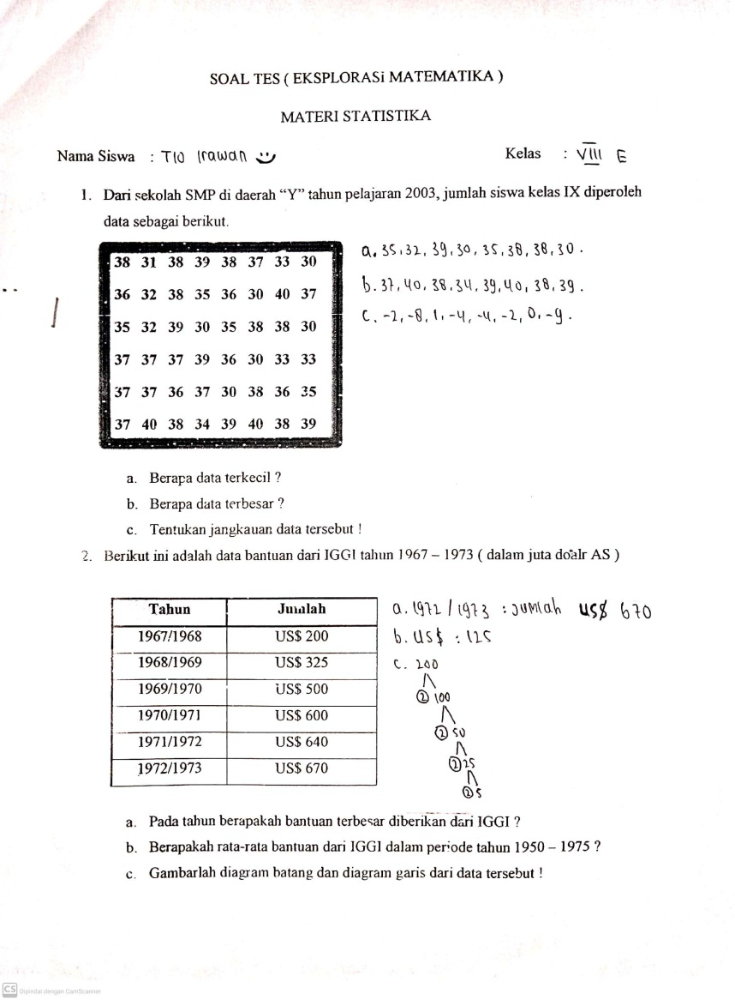 SOAL TES ( EKSPLORASi MATEMATIKA )
MATERI STATISTIKA
Nama Siswa : TIO Irawan
Kelas : VIII E
1. Dari sekolah SMP di daerah “Y” tahun pelajaran 2003, jumlah siswa kelas IX diperoleh
data sebagai berikut.
38 31 38 39 38 37 33 30
36 32 38 35 36 30 40 37
35 32 39 30 35 38 38 30
37 37 37 39 36 30 33 33
37 37 36 37 30 38 36 35
37 40 38 34 39 40 38 39
a. 35, 32, 39, 30, 35, 38, 38, 30 .
b. 37, 40, 38, 34, 39, 40, 38, 39 .
c. -2, -8, 1, -4, -4, -2, 0, -9 .
a. Berapa data terkecil ?
b. Berapa data terbesar ?
c. Tentukan jangkauan data tersebut !
2. Berikut ini adalah data bantuan dari IGGI tahun 1967 – 1973 ( dalam juta doalr AS )
Tahun Jumlah
1967/1968 US$ 200
1968/1969 US$ 325
1969/1970 US$ 500
1970/1971 US$ 600
1971/1972 US$ 640
1972/1973 US$ 670
a. 1972 / 1973 : Jumlah US$ 670
b. US$ : 125
c. 200
2 100
2 50
2 25
2 5
a. Pada tahun berapakah bantuan terbesar diberikan dari IGGI ?
b. Berapakah rata-rata bantuan dari IGGI dalam periode tahun 1950 – 1975 ?
c. Gambarlah diagram batang dan diagram garis dari data tersebut !
CS Dipindai dengan CamScanner